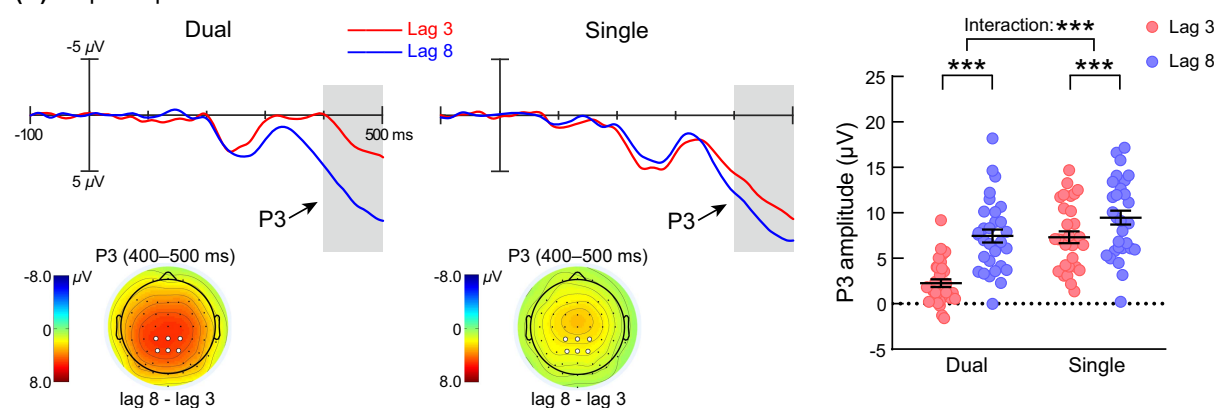 Dual
Lag 3
Lag 8
-5 µV
5 µV
-100
500 ms
P3
P3 (400–500 ms)
-8.0
µV
0
8.0
lag 8 - lag 3
Single
P3
P3 (400–500 ms)
-8.0
µV
0
8.0
lag 8 - lag 3
Interaction: ***
Lag 3
Lag 8
***
***
P3 amplitude (µV)
25
20
15
10
5
0
-5
Dual
Single